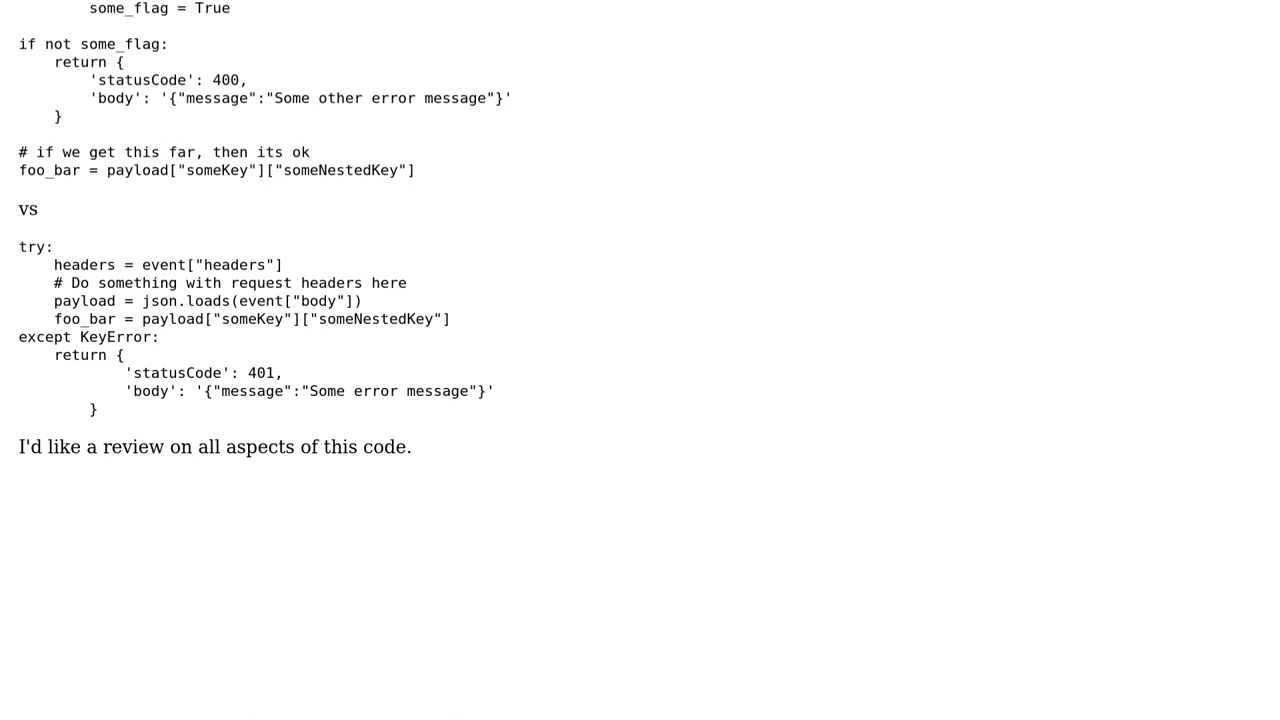 some_flag = True

if not some_flag:
    return {
        'statusCode': 400,
        'body': '{"message":"Some other error message"}'
    }

# if we get this far, then its ok
foo_bar = payload["someKey"]["someNestedKey"]

vs

try:
    headers = event["headers"]
    # Do something with request headers here
    payload = json.loads(event["body"])
    foo_bar = payload["someKey"]["someNestedKey"]
except KeyError:
    return {
            'statusCode': 401,
            'body': '{"message":"Some error message"}'
        }

I'd like a review on all aspects of this code.